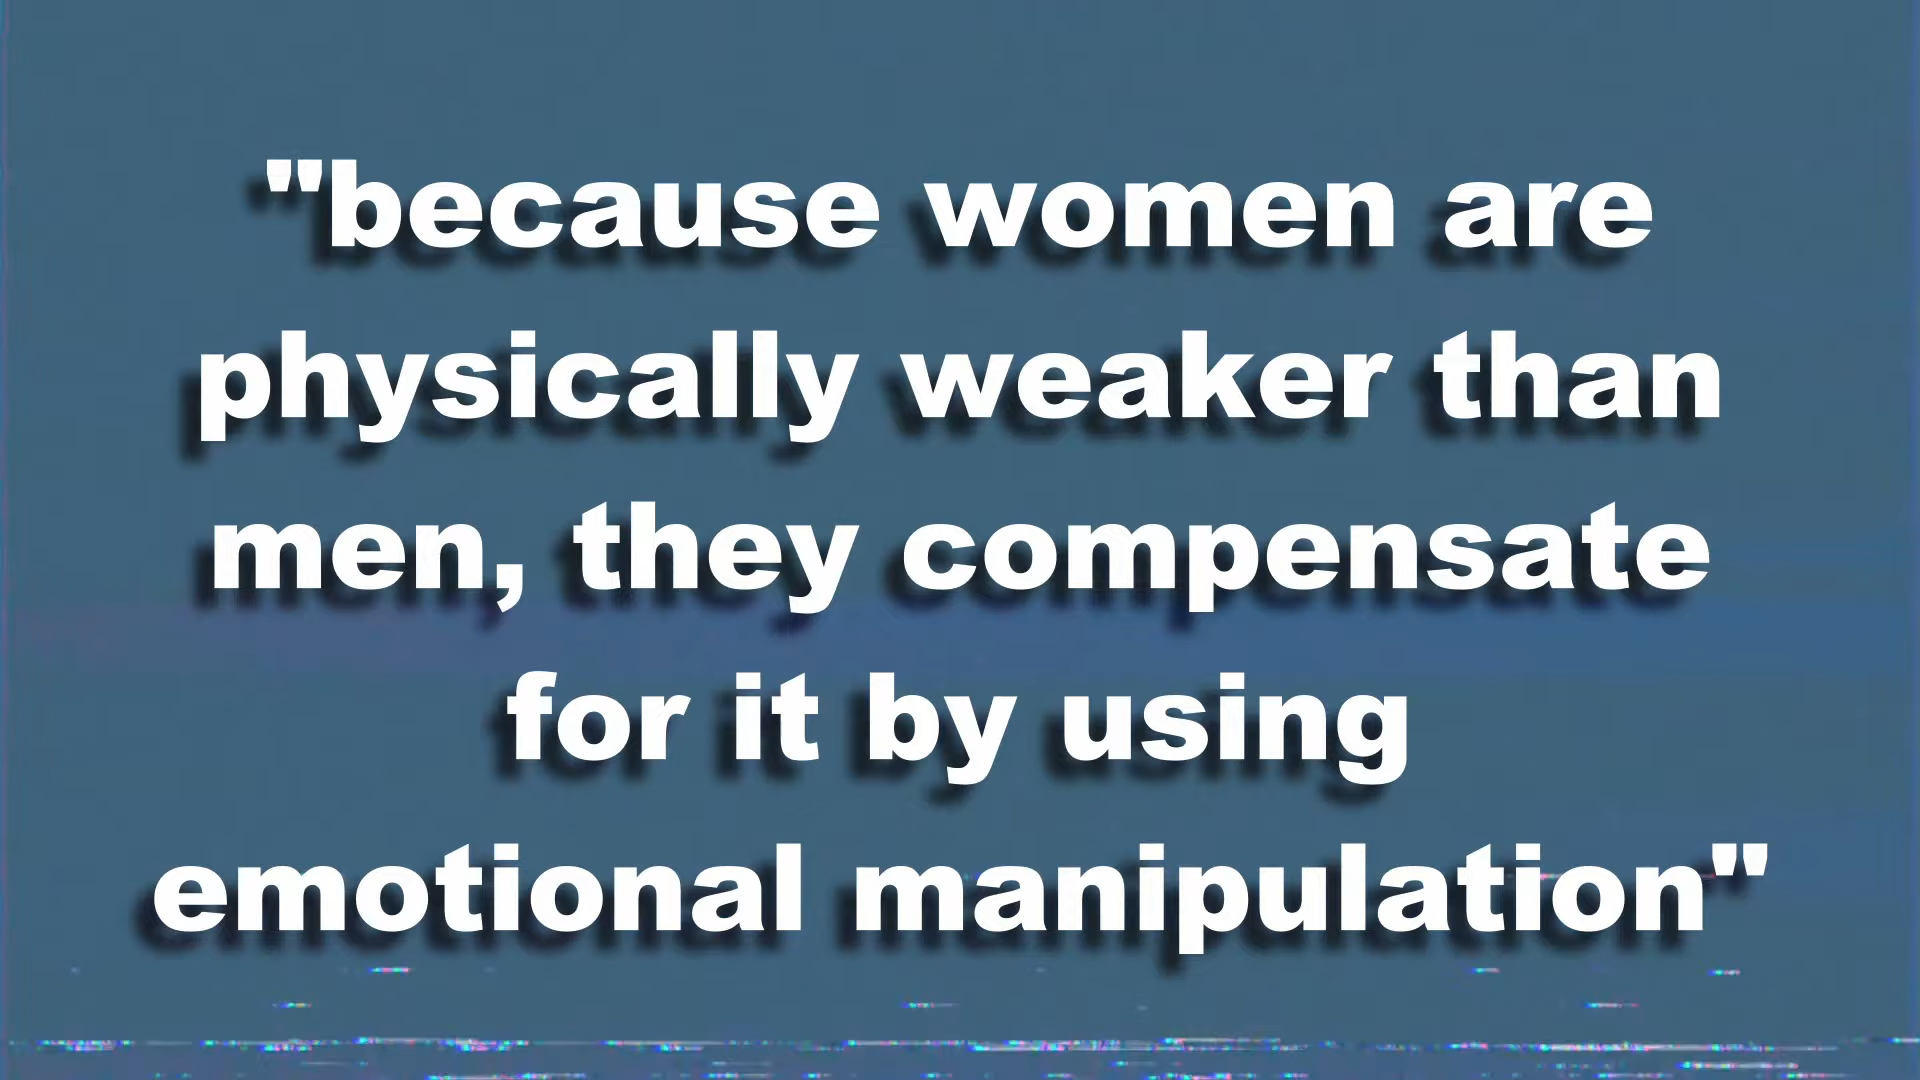 "because women are
physically weaker than
men, they compensate
for it by using
emotional manipulation"